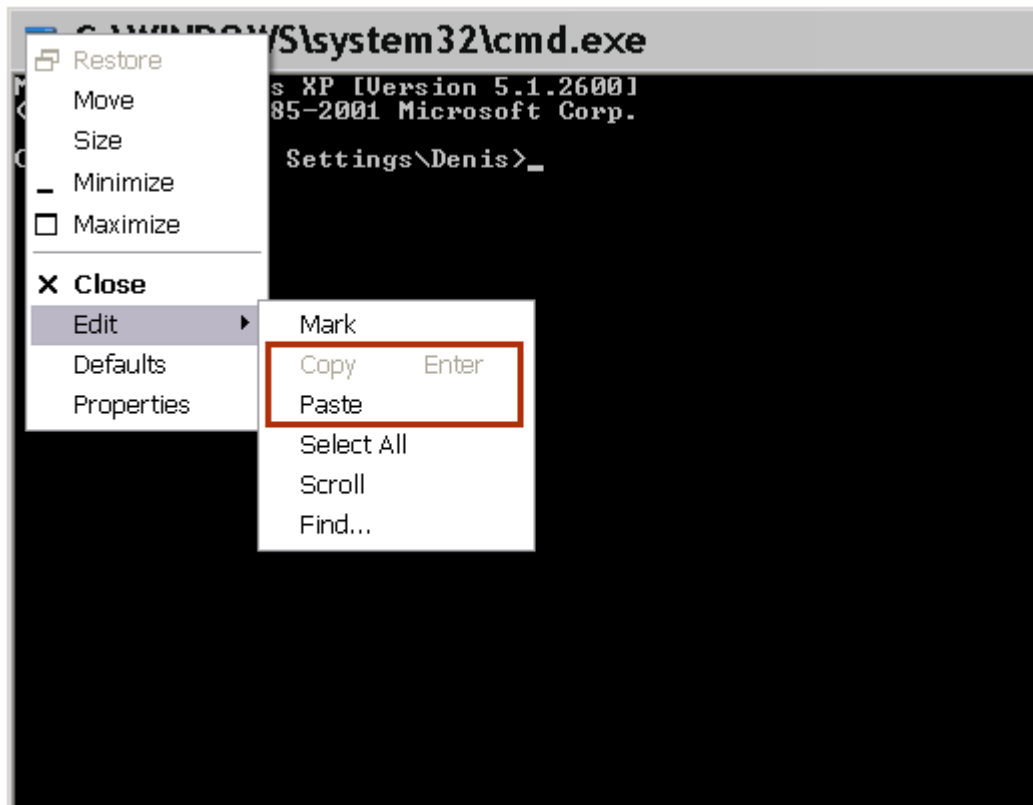 S\system32\cmd.exe
s XP [Version 5.1.2600]
85-2001 Microsoft Corp.
Settings\Denis>_
Restore
Move
Size
Minimize
Maximize
Close
Edit
Defaults
Properties
Mark
Copy Enter
Paste
Select All
Scroll
Find...